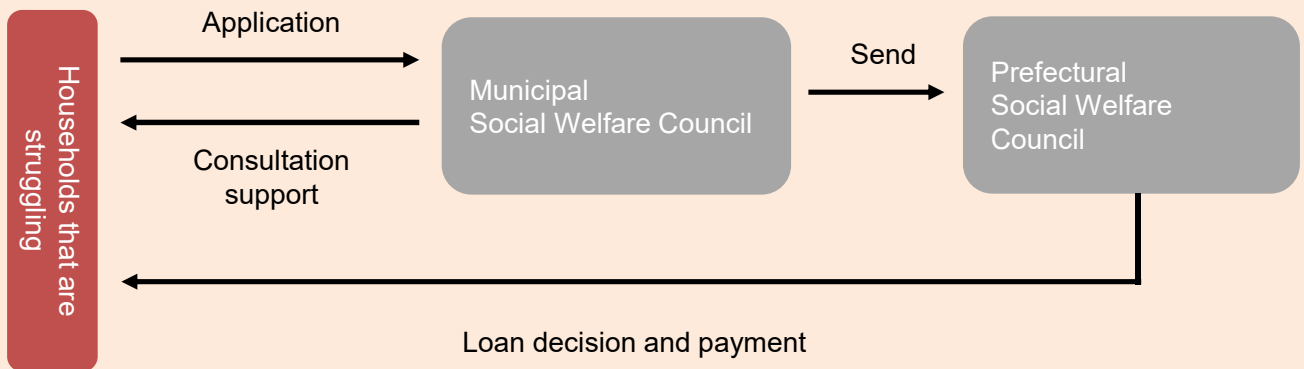 Households that are
struggling
Application
Consultation
support
Municipal
Social Welfare Council
Send
Prefectural
Social Welfare
Council
Loan decision and payment